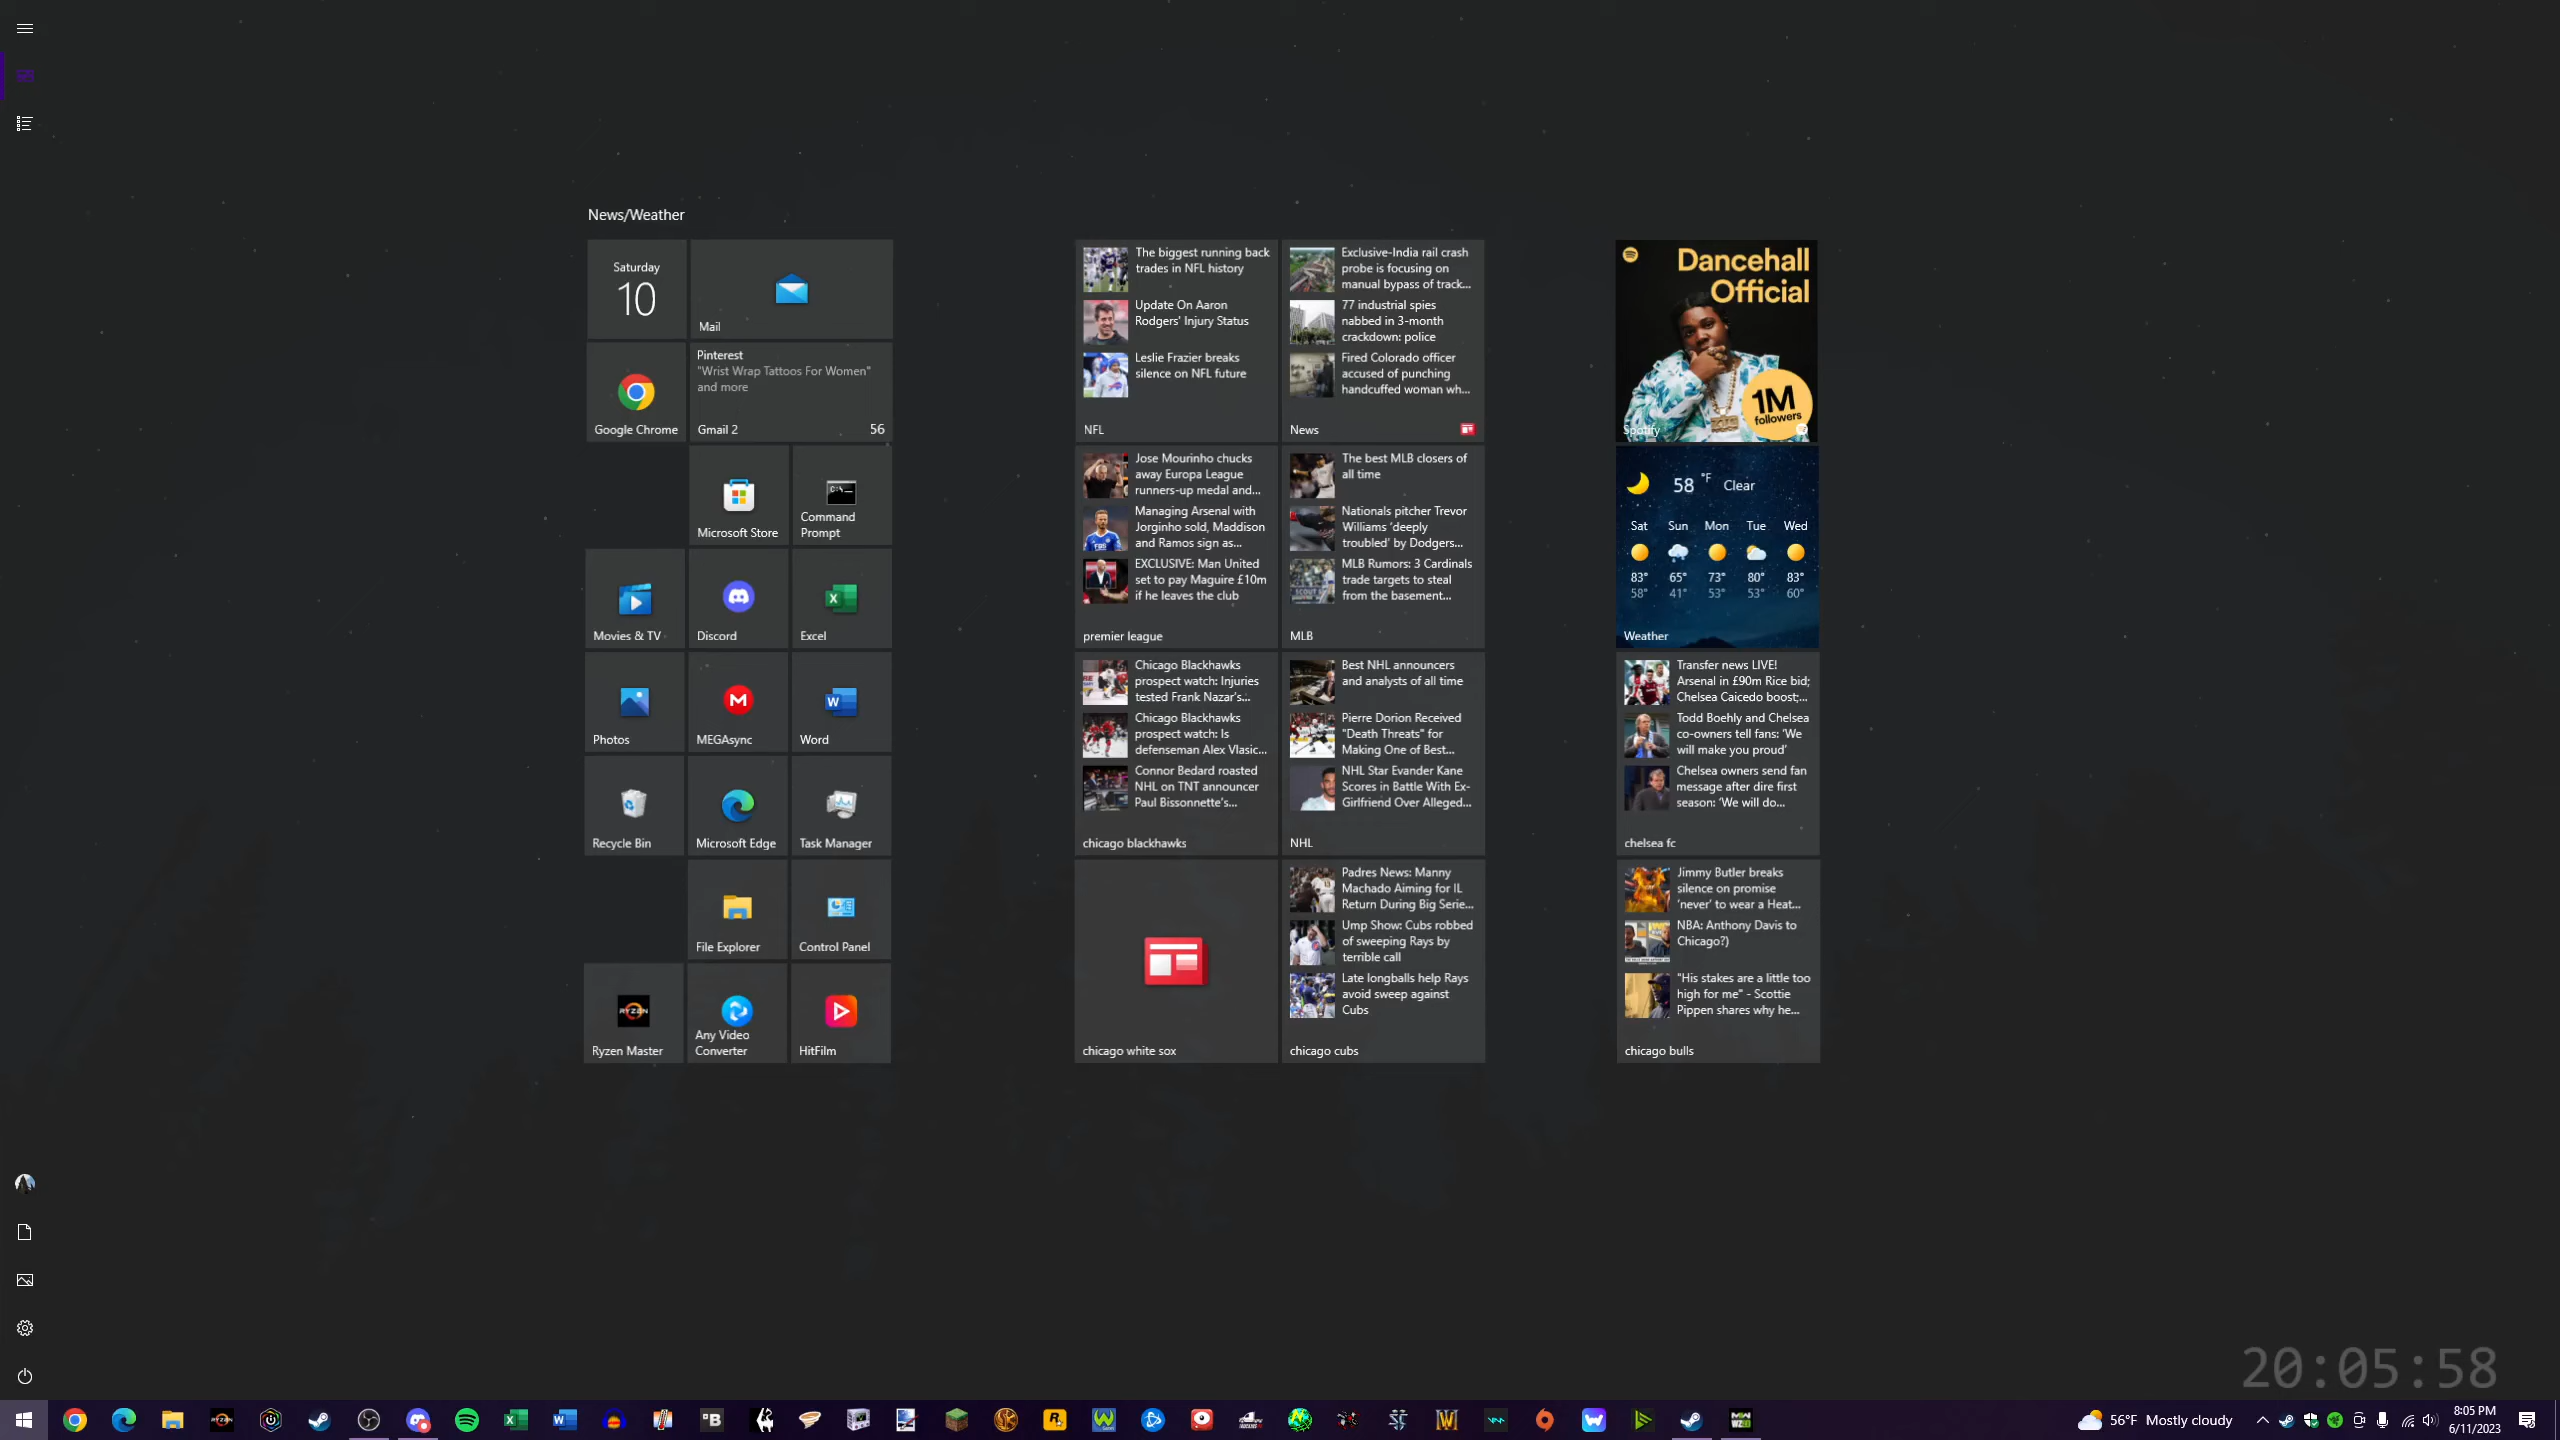 News/Weather
Saturday
10
Mail
Google Chrome
Pinterest
"Wrist Wrap Tattoos For Women"
and more
Gmail 2
56
Microsoft Store
Command
Prompt
Movies & TV
Discord
Excel
Photos
MEGAsync
Word
Recycle Bin
Microsoft Edge
Task Manager
File Explorer
Control Panel
RYZEN
Ryzen Master
Any Video
Converter
HitFilm
The biggest running back
trades in NFL history
Update On Aaron
Rodgers' Injury Status
Leslie Frazier breaks
silence on NFL future
NFL
Exclusive-India rail crash
probe is focusing on
manual bypass of track...
77 industrial spies
nabbed in 3-month
crackdown: police
Fired Colorado officer
accused of punching
handcuffed woman wh...
News
Jose Mourinho chucks
away Europa League
runners-up medal and...
Managing Arsenal with
Jorginho sold, Maddison
and Ramos sign as...
EXCLUSIVE: Man United
set to pay Maguire £10m
if he leaves the club
premier league
The best MLB closers of
all time
Nationals pitcher Trevor
Williams 'deeply
troubled' by Dodgers...
MLB Rumors: 3 Cardinals
trade targets to steal
from the basement...
MLB
Chicago Blackhawks
prospect watch: Injuries
tested Frank Nazar's...
Chicago Blackhawks
prospect watch: Is
defenseman Alex Vlasic...
Connor Bedard roasted
NHL on TNT announcer
Paul Bissonnette's...
chicago blackhawks
Best NHL announcers
and analysts of all time
Pierre Dorion Received
"Death Threats" for
Making One of Best...
NHL Star Evander Kane
Scores in Battle With Ex-
Girlfriend Over Alleged...
NHL
chicago white sox
Padres News: Manny
Machado Aiming for IL
Return During Big Serie...
Ump Show: Cubs robbed
of sweeping Rays by
terrible call
Late longballs help Rays
avoid sweep against
Cubs
chicago cubs
Dancehall
Official
1M
followers
Spotify
58 °F Clear
Sat Sun Mon Tue Wed
83° 65° 73° 80° 83°
58° 41° 53° 53° 60°
Weather
Transfer news LIVE!
Arsenal in £90m Rice bid;
Chelsea Caicedo boost;...
Todd Boehly and Chelsea
co-owners tell fans: 'We
will make you proud'
Chelsea owners send fan
message after dire first
season: 'We will do...
chelsea fc
Jimmy Butler breaks
silence on promise
'never' to wear a Heat...
NBA: Anthony Davis to
Chicago?)
"His stakes are a little too
high for me" - Scottie
Pippen shares why he...
chicago bulls
20:05:58
56°F Mostly cloudy
8:05 PM
6/11/2023